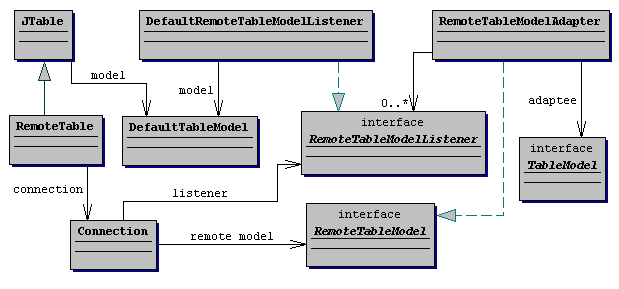 JTable
DefaultRemoteTableModelListener
RemoteTableModelAdapter
model
model
0..*
adaptee
RemoteTable
DefaultTableModel
interface
RemoteTableModelListener
interface
TableModel
connection
listener
Connection
remote model
interface
RemoteTableModel